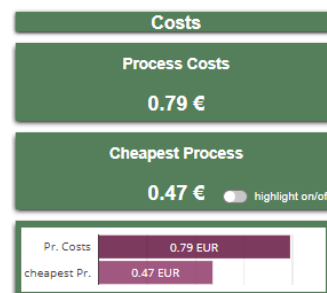 Costs
Process Costs
0.79 €
Cheapest Process
0.47 €
highlight on/off
Pr. Costs 0.79 EUR
cheapest Pr. 0.47 EUR